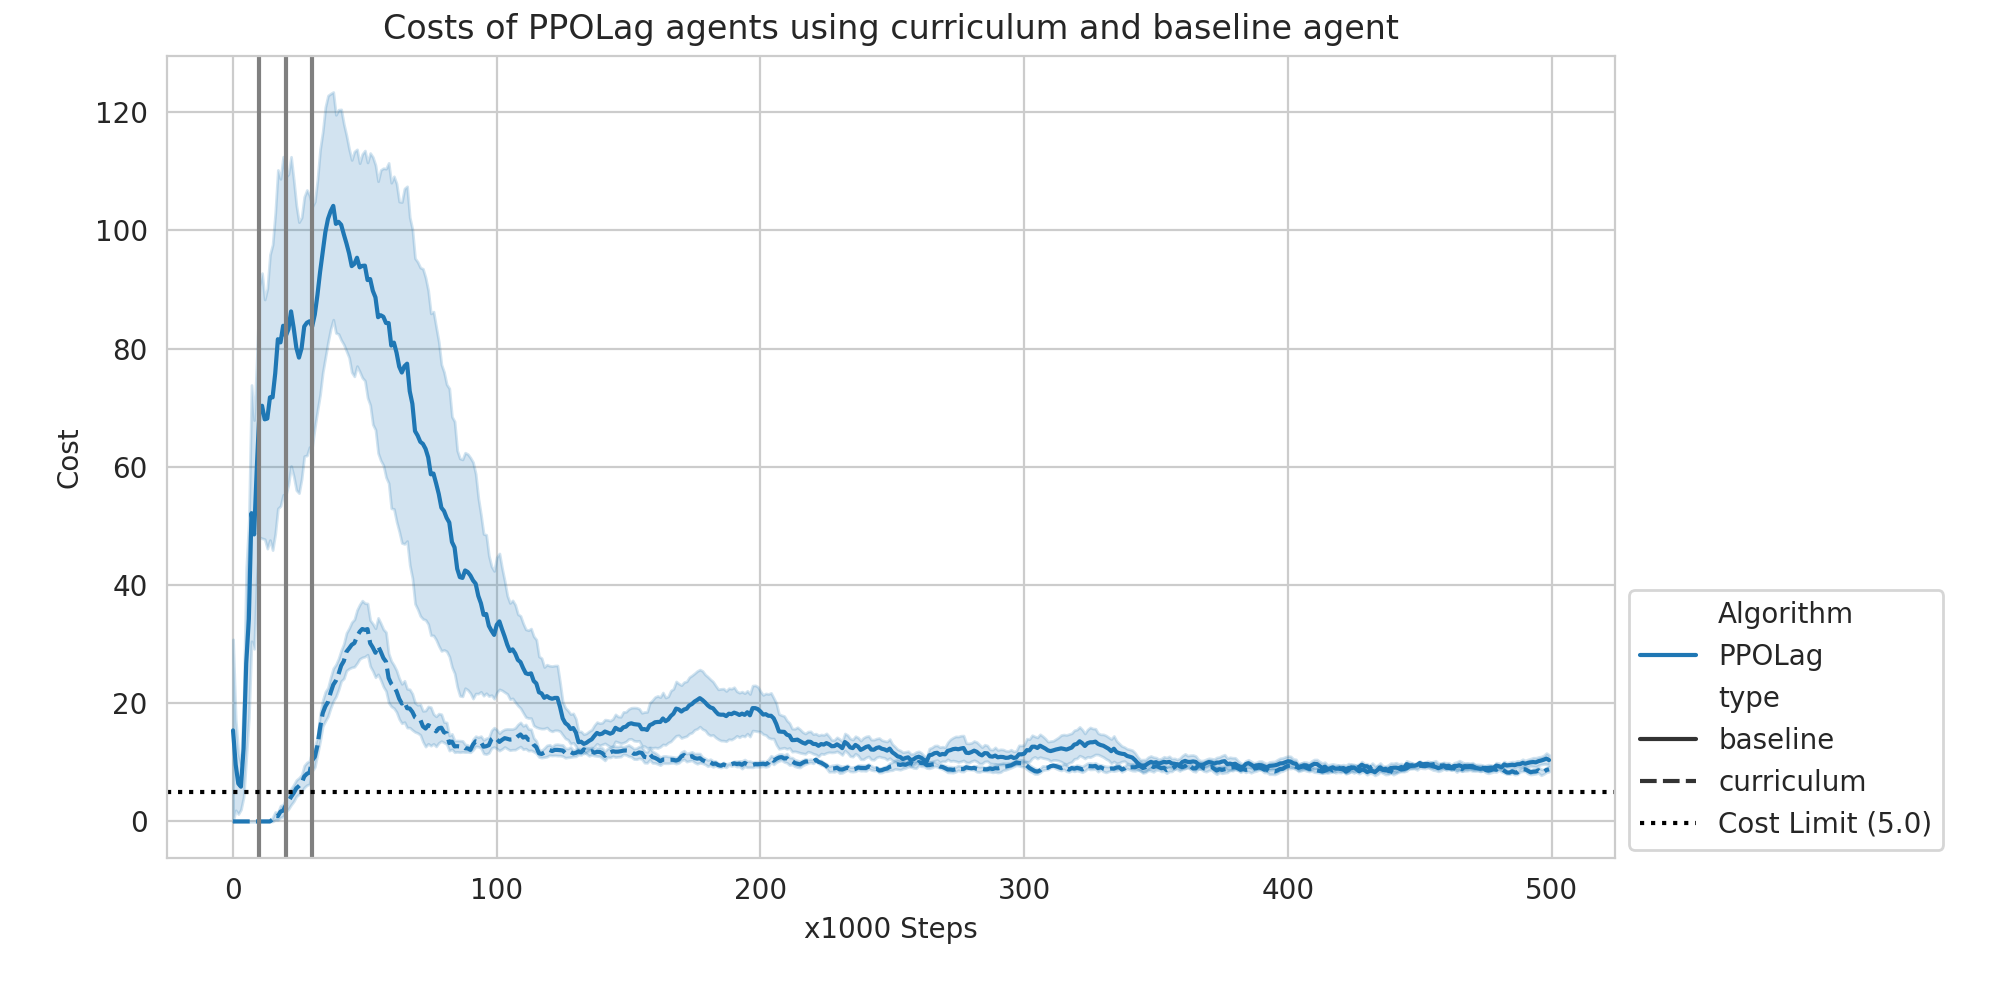 Costs of PPOLag agents using curriculum and baseline agent
120
100
80
60
40
20
0
Cost
0 100 200 300 400 500
x1000 Steps
Algorithm
PPOLag
type
baseline
curriculum
Cost Limit (5.0)